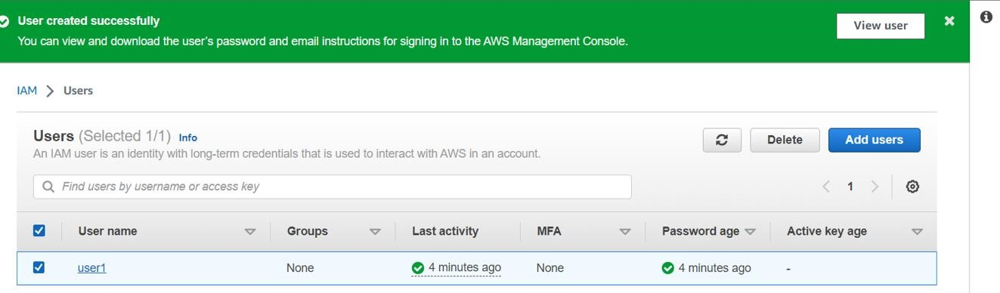 User created successfully
View user
You can view and download the user's password and email instructions for signing in to the AWS Management Console.
IAM Users
Users (Selected 1/1) Info
An IAM user is an identity with long-term credentials that is used to interact with AWS in an account.
Delete
Add users
Find users by username or access key
1
User name Groups Last activity MFA Password age Active key age
user1 None 4 minutes ago None 4 minutes ago -